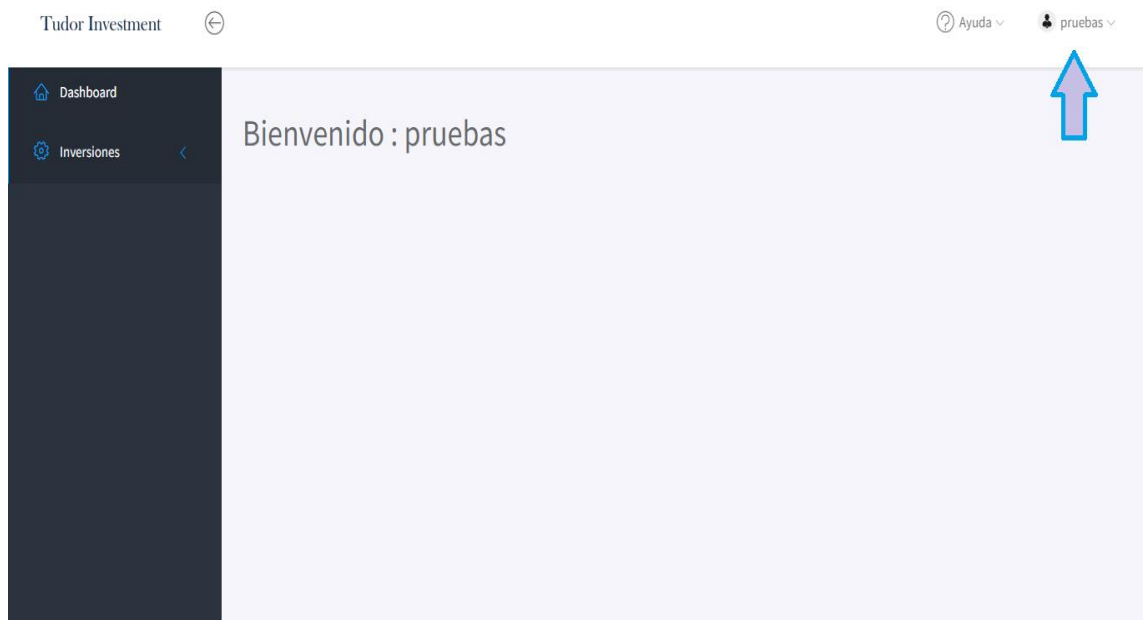 Tudor Investment
Ayuda
pruebas
Dashboard
Bienvenido : pruebas
Inversiones